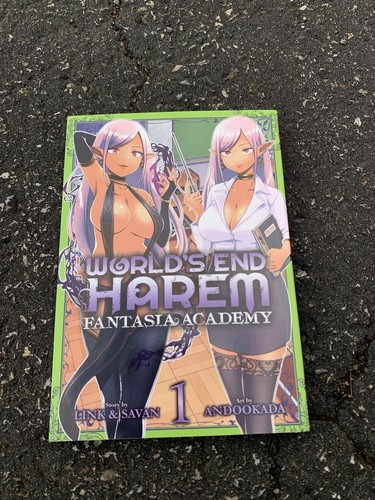 WORLD'S END
HAREM
FANTASIA ACADEMY
Story by
LINK & SAVAN
1
Art by
ANDOOKADA